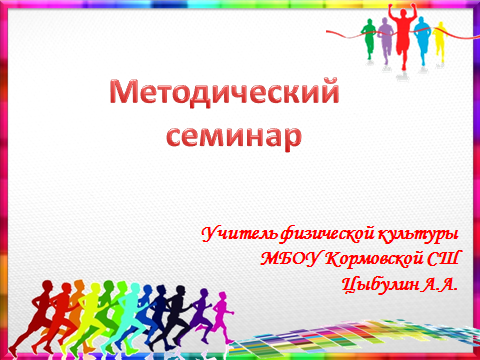 Методический
семинар
Учитель физической культуры
МБОУ Кормовской СШ
Цыбулин А.А.